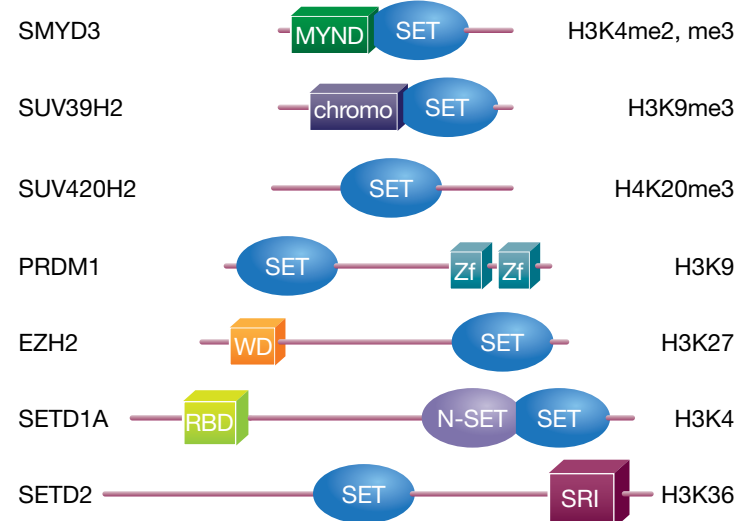 SMYD3 MYND SET H3K4me2, me3
SUV39H2 chromo SET H3K9me3
SUV420H2 SET H4K20me3
PRDM1 SET Zf Zf H3K9
EZH2 WD SET H3K27
SETD1A RBD N-SET SET H3K4
SETD2 SET SRI H3K36